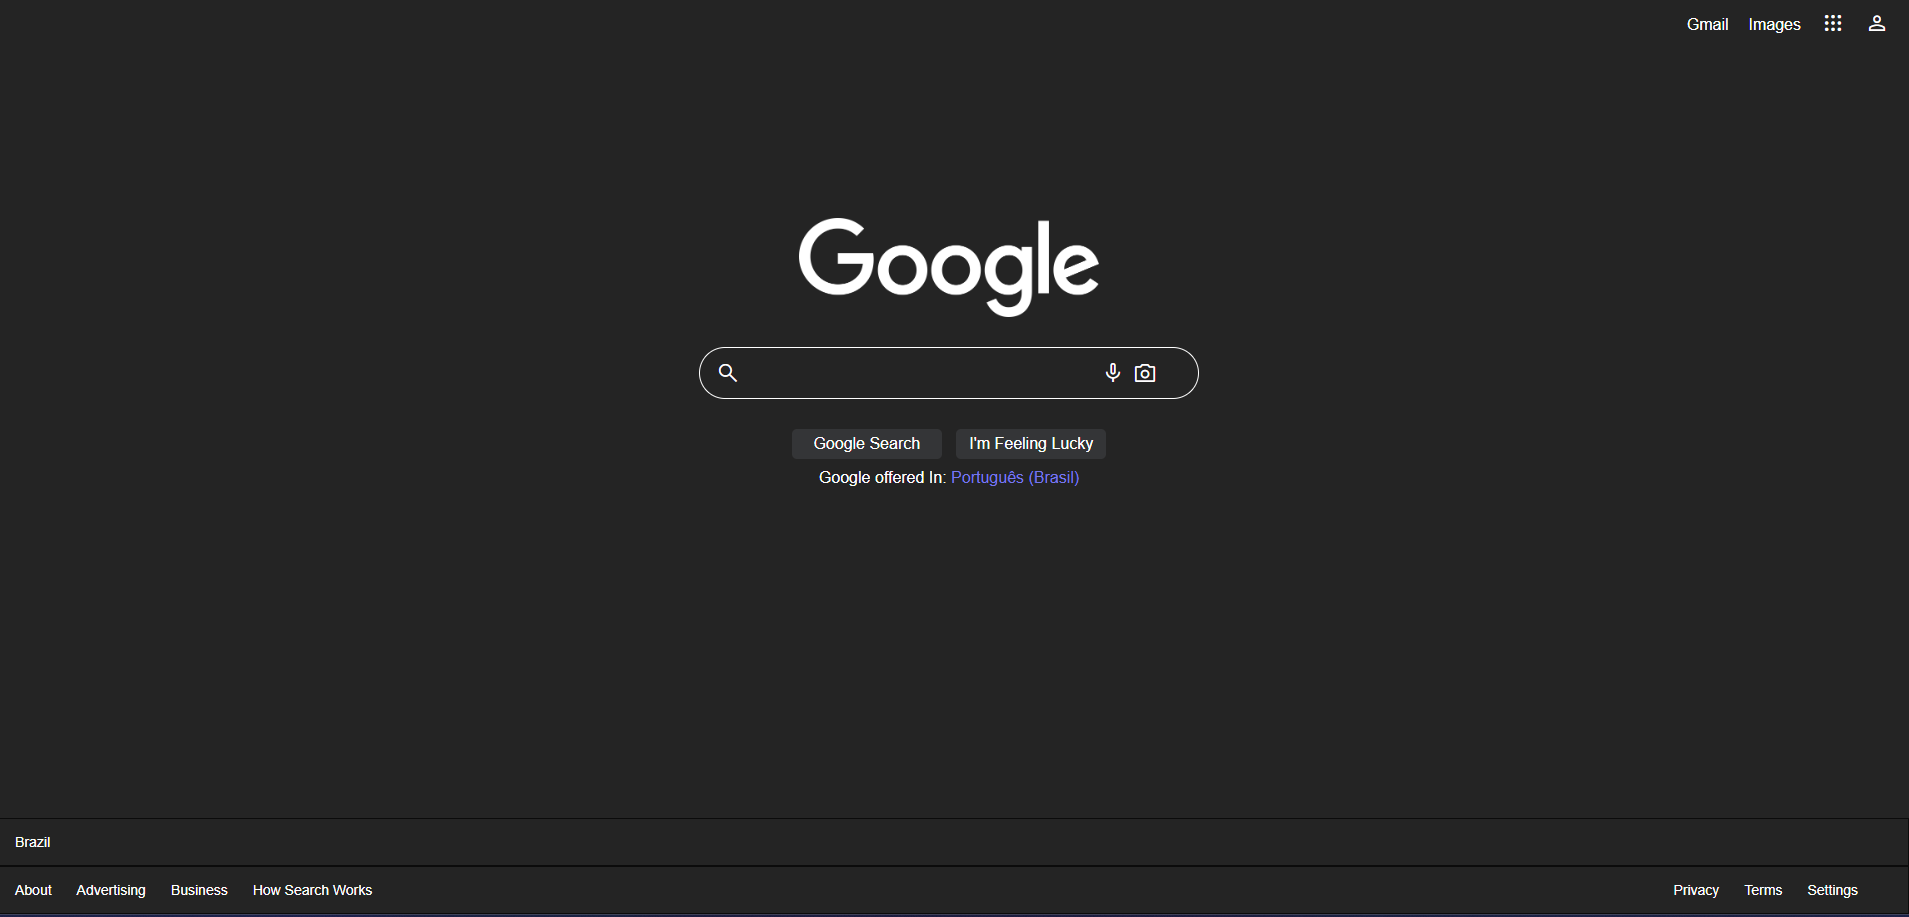 Gmail Images
Google
Google Search I'm Feeling Lucky
Google offered In: Português (Brasil)
Brazil
About Advertising Business How Search Works Privacy Terms Settings